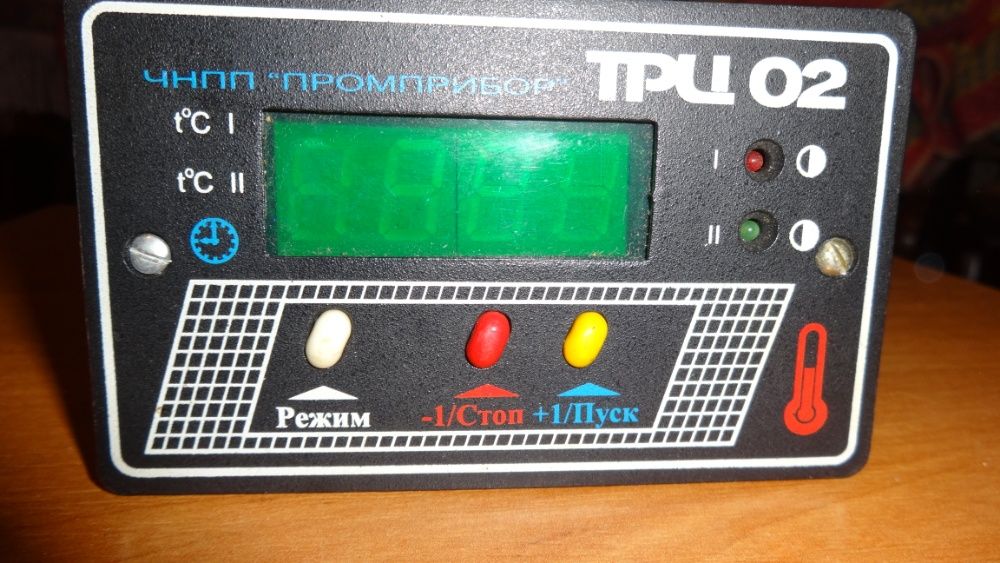 ТРЦ 02
ЧНПП "ПРОМПРИБОР"
t°C I
t°C II
I
II
Режим
-1/Стоп
+1/Пуск